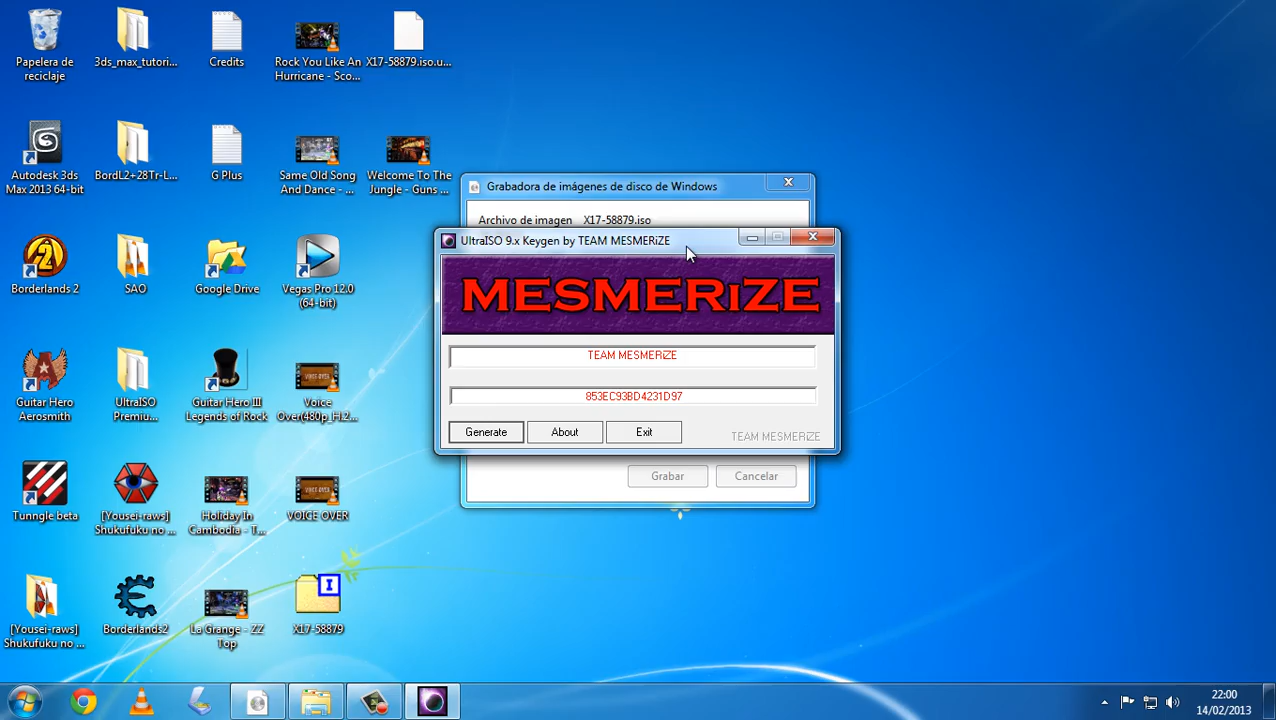 Papelera de
reciclaje
3ds_max_tutori...
Credits
Rock You Like An
Hurricane - Sco...
X17-58879.iso.u...
Autodesk 3ds
Max 2013 64-bit
BordL2+28Tr-L...
G Plus
Same Old Song
And Dance - ...
Welcome To The
Jungle - Guns ...
Borderlands 2
SAO
Google Drive
Vegas Pro 12.0
(64-bit)
Guitar Hero
Aerosmith
UltraISO
Premiu...
Guitar Hero III
Legends of Rock
Voice
Over(480p_H.2...
Tunngle beta
[Yousei-raws]
Shukufuku no ...
Holiday In
Cambodia - T...
VOICE OVER
[Yousei-raws]
Shukufuku no ...
Borderlands2
La Grange - ZZ
Top
I
X17-58879
Grabadora de imágenes de disco de Windows
Archivo de imagen X17-58879.iso
UltraISO 9.x Keygen by TEAM MESMERiZE
MESMERiZE
TEAM MESMERiZE
853EC93BD4231D97
Generate
About
Exit
TEAM MESMERiZE
Grabar
Cancelar
22:00
14/02/2013